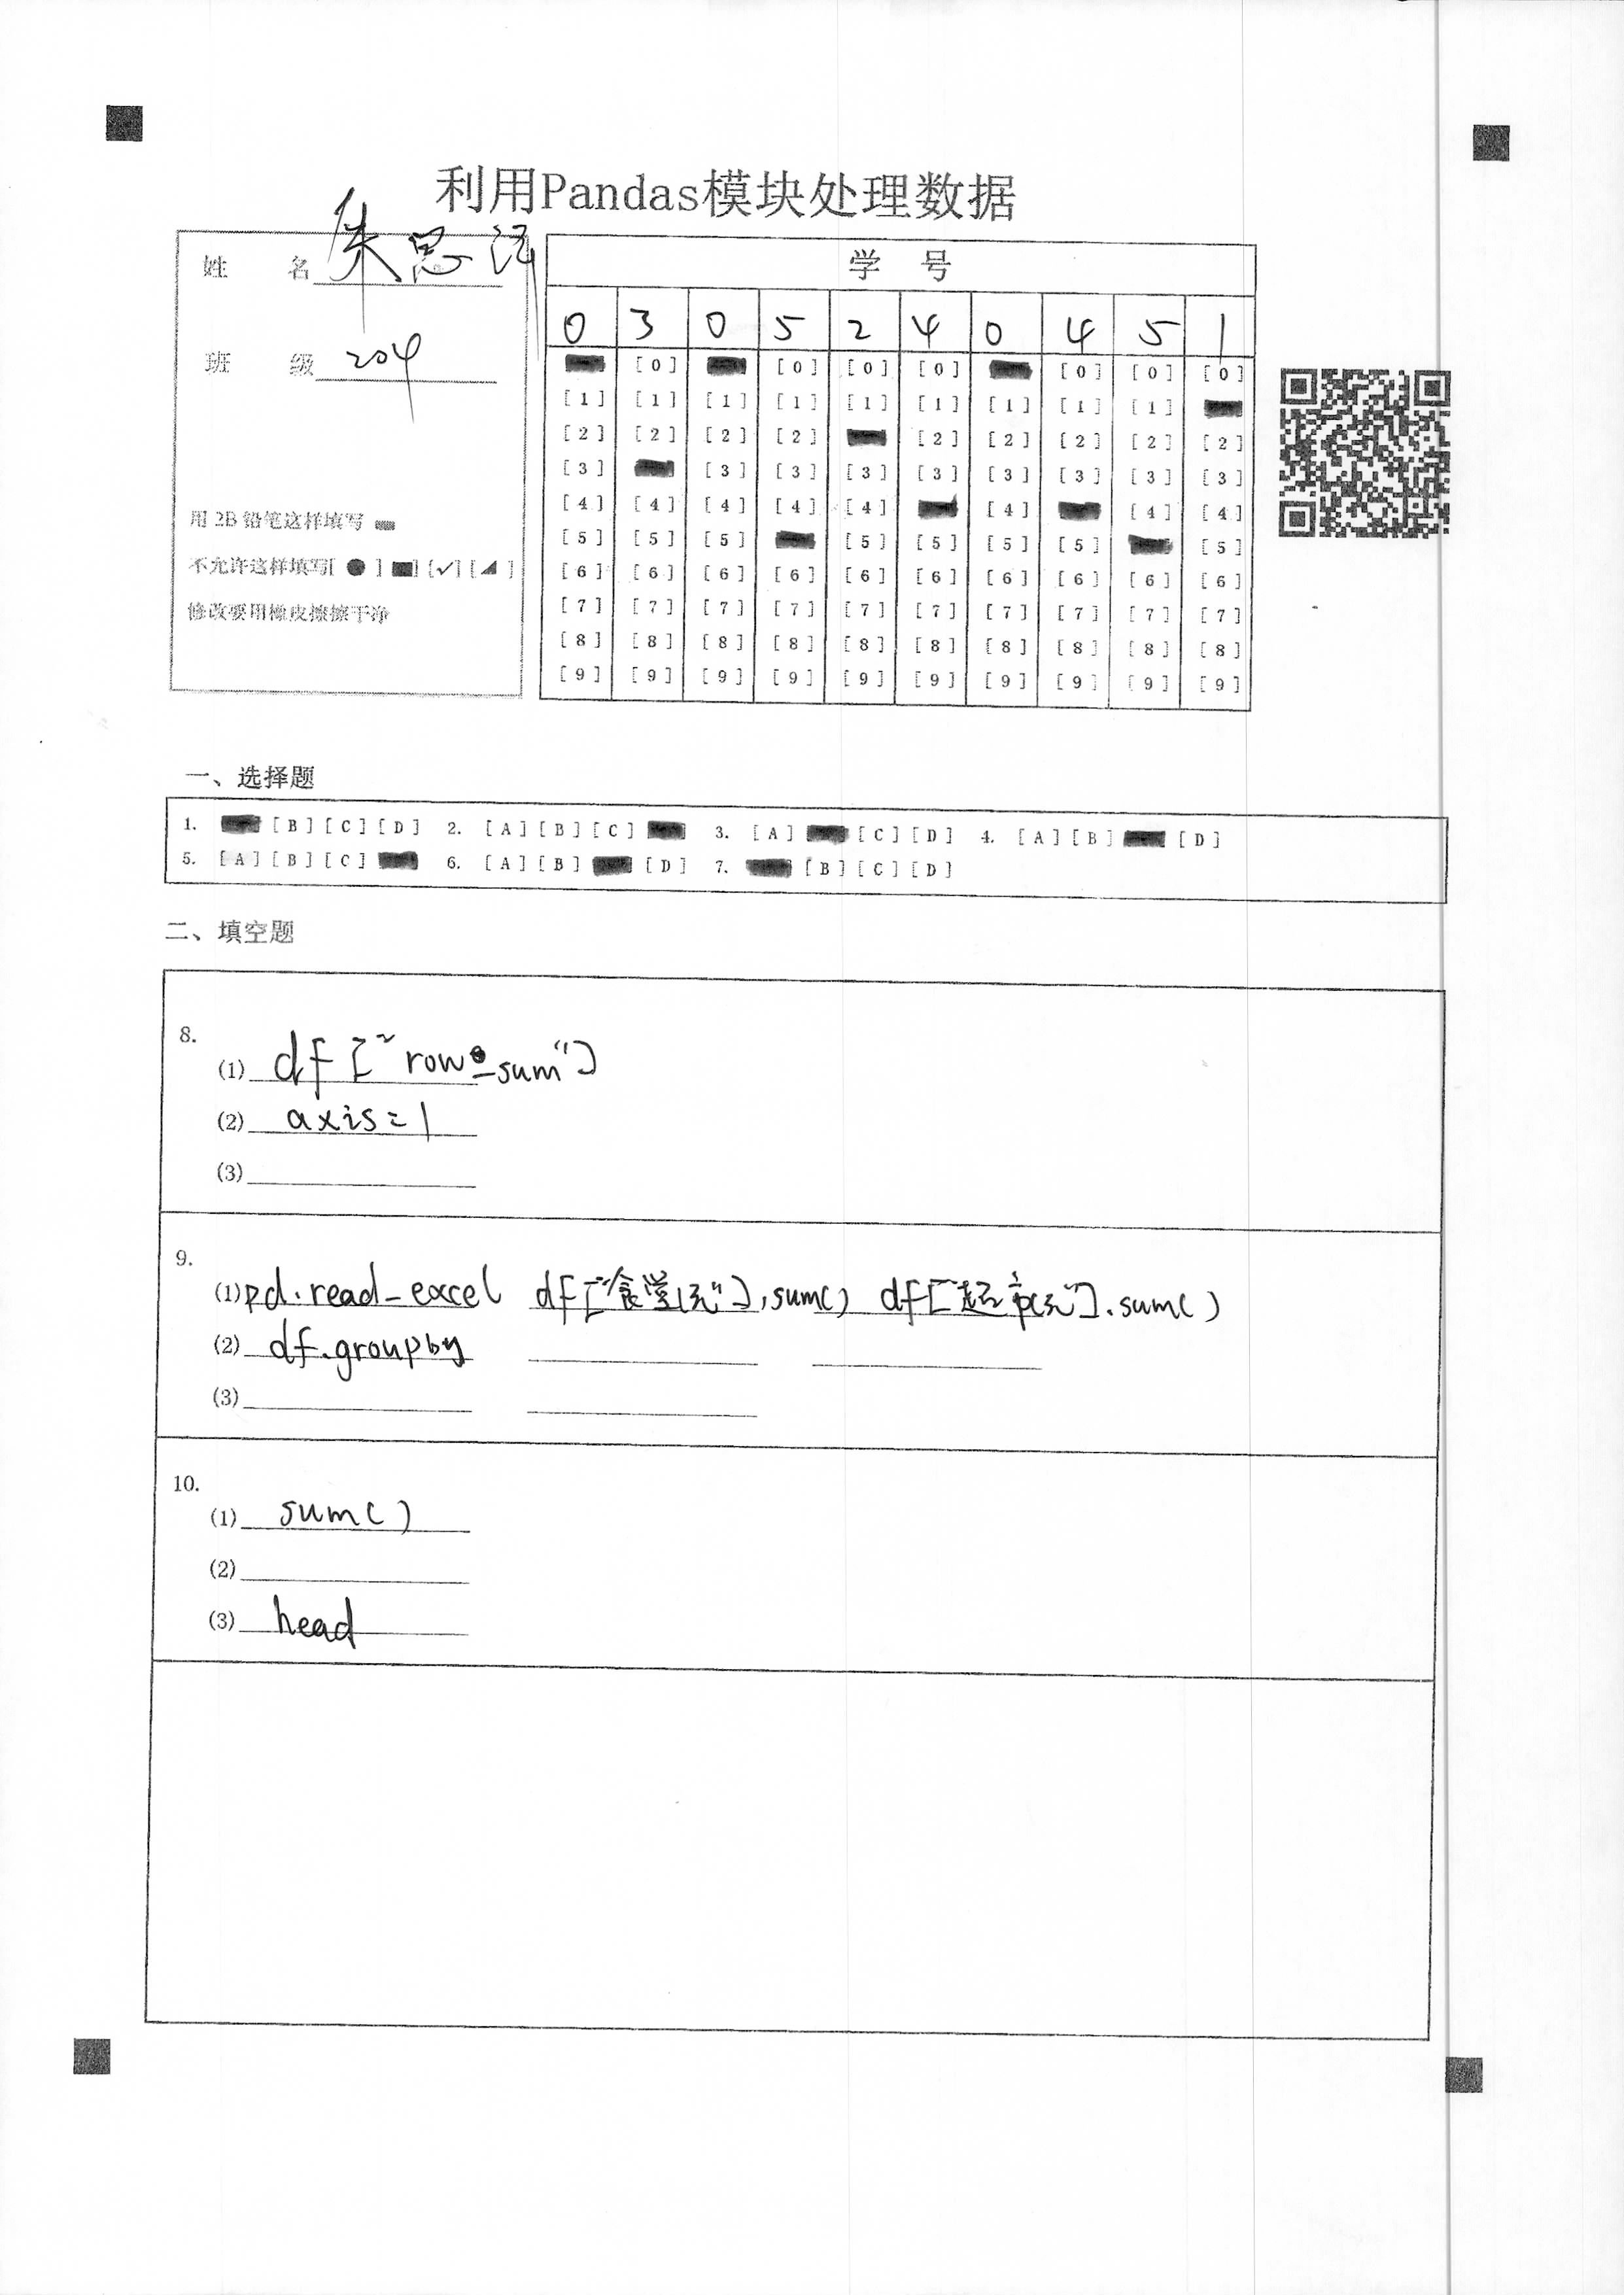 利用Pandas模块处理数据
姓 名 朱思
班 级 204
用 2B 铅笔这样填写
不允许这样填写[ ● ] [■] [✓] [◢ ]
修改要用橡皮擦擦干净
学 号
0 3 0 5 2 4 0 4 5 1
[0] [0] [0] [0] [0] [0] [0]
[1] [1] [1] [1] [1] [1] [1] [1] [1]
[2] [2] [2] [2] [2] [2] [2] [2] [2]
[3] [3] [3] [3] [3] [3] [3] [3] [3]
[4] [4] [4] [4] [4] [4] [4] [4]
[5] [5] [5] [5] [5] [5] [5] [5]
[6] [6] [6] [6] [6] [6] [6] [6] [6] [6]
[7] [7] [7] [7] [7] [7] [7] [7] [7] [7]
[8] [8] [8] [8] [8] [8] [8] [8] [8] [8]
[9] [9] [9] [9] [9] [9] [9] [9] [9] [9]
一、选择题
1. [B] [C] [D] 2. [A] [B] [C] 3. [A] [C] [D] 4. [A] [B] [D]
5. [A] [B] [C] 6. [A] [B] [D] 7. [B] [C] [D]
二、填空题
8.
(1) df["row_sum"]
(2) axis=1
(3)
9.
(1) pd.read_excel df["食堂(元)"].sum() df["超市(元)"].sum()
(2) df.groupby
(3)
10.
(1) sum()
(2)
(3) head